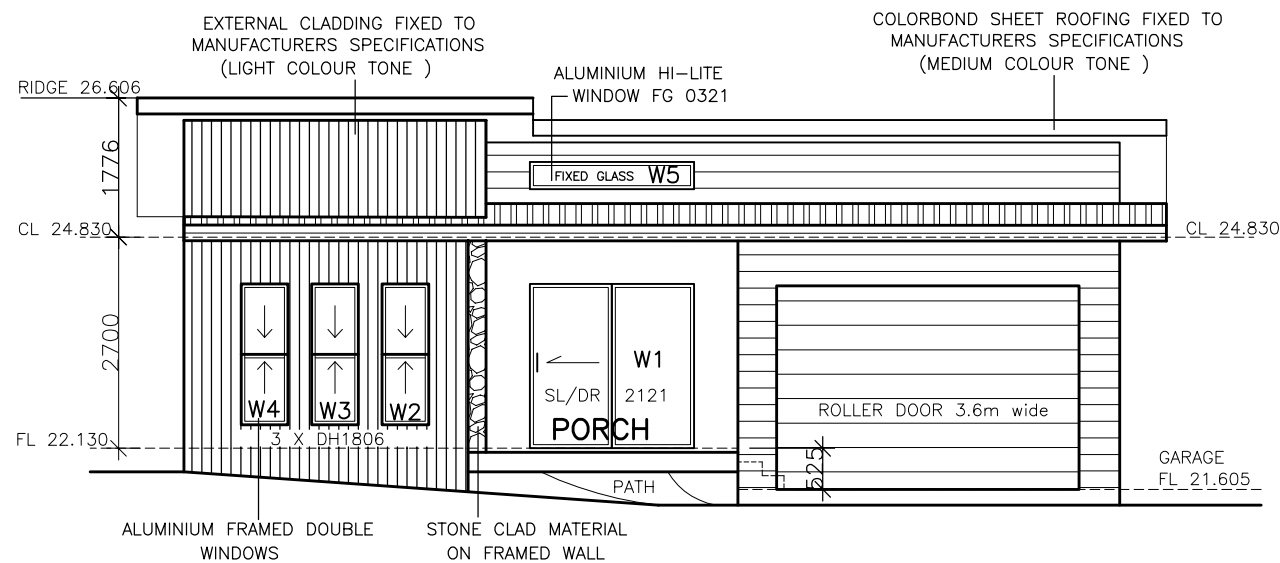 EXTERNAL CLADDING FIXED TO
MANUFACTURERS SPECIFICATIONS
(LIGHT COLOUR TONE )
COLORBOND SHEET ROOFING FIXED TO
MANUFACTURERS SPECIFICATIONS
(MEDIUM COLOUR TONE )
ALUMINIUM HI-LITE
WINDOW FG 0321
RIDGE 26.606
1776
FIXED GLASS W5
CL 24.830
CL 24.830
2700
W1
SL/DR 2121
W4 W3 W2
PORCH
ROLLER DOOR 3.6m wide
3 X DH1806
FL 22.130
525
GARAGE
FL 21.605
PATH
ALUMINIUM FRAMED DOUBLE
WINDOWS
STONE CLAD MATERIAL
ON FRAMED WALL